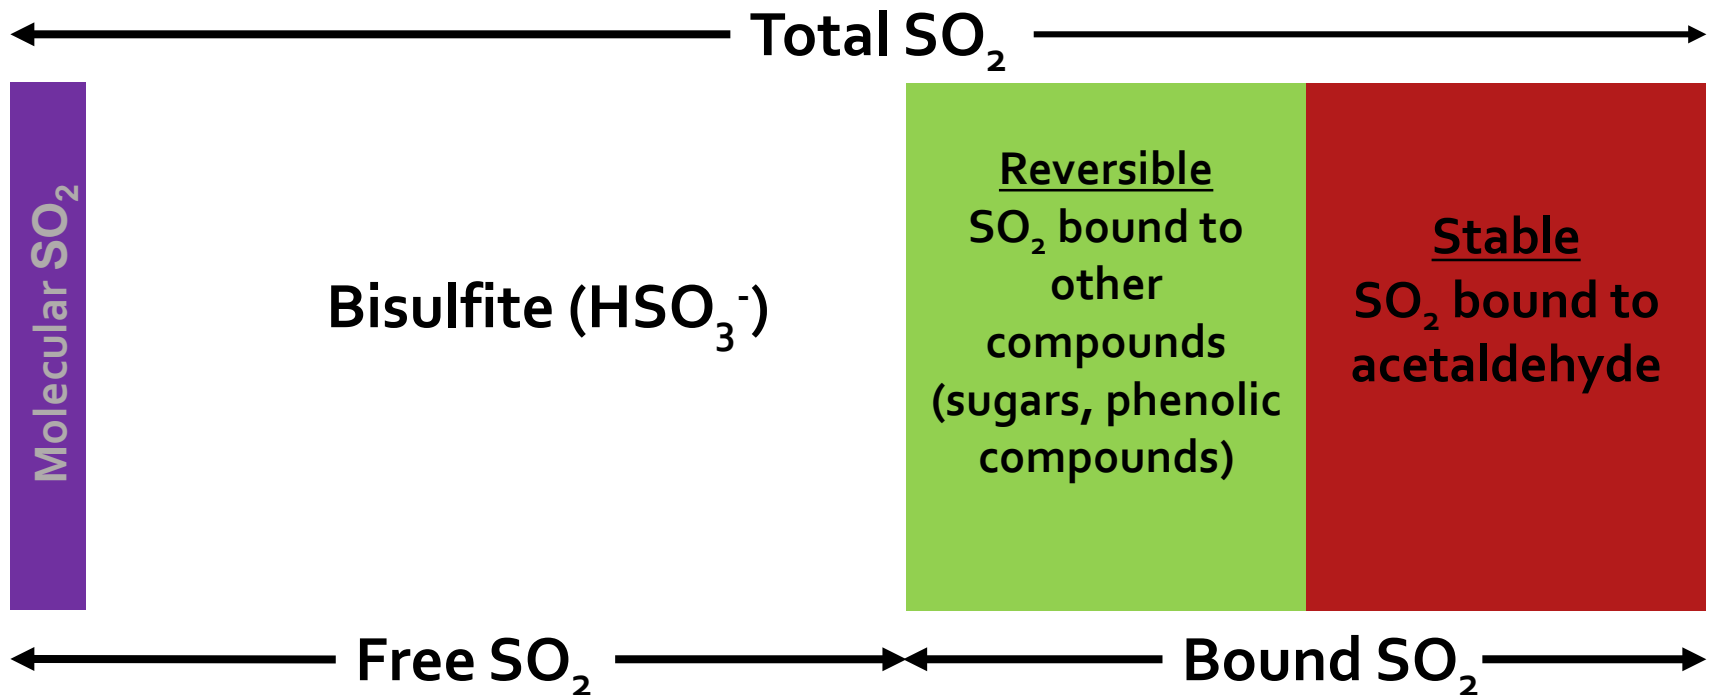 Total SO₂
Molecular SO₂
Bisulfite (HSO₃⁻)
Reversible
SO₂ bound to
other
compounds
(sugars, phenolic
compounds)
Stable
SO₂ bound to
acetaldehyde
Free SO₂
Bound SO₂